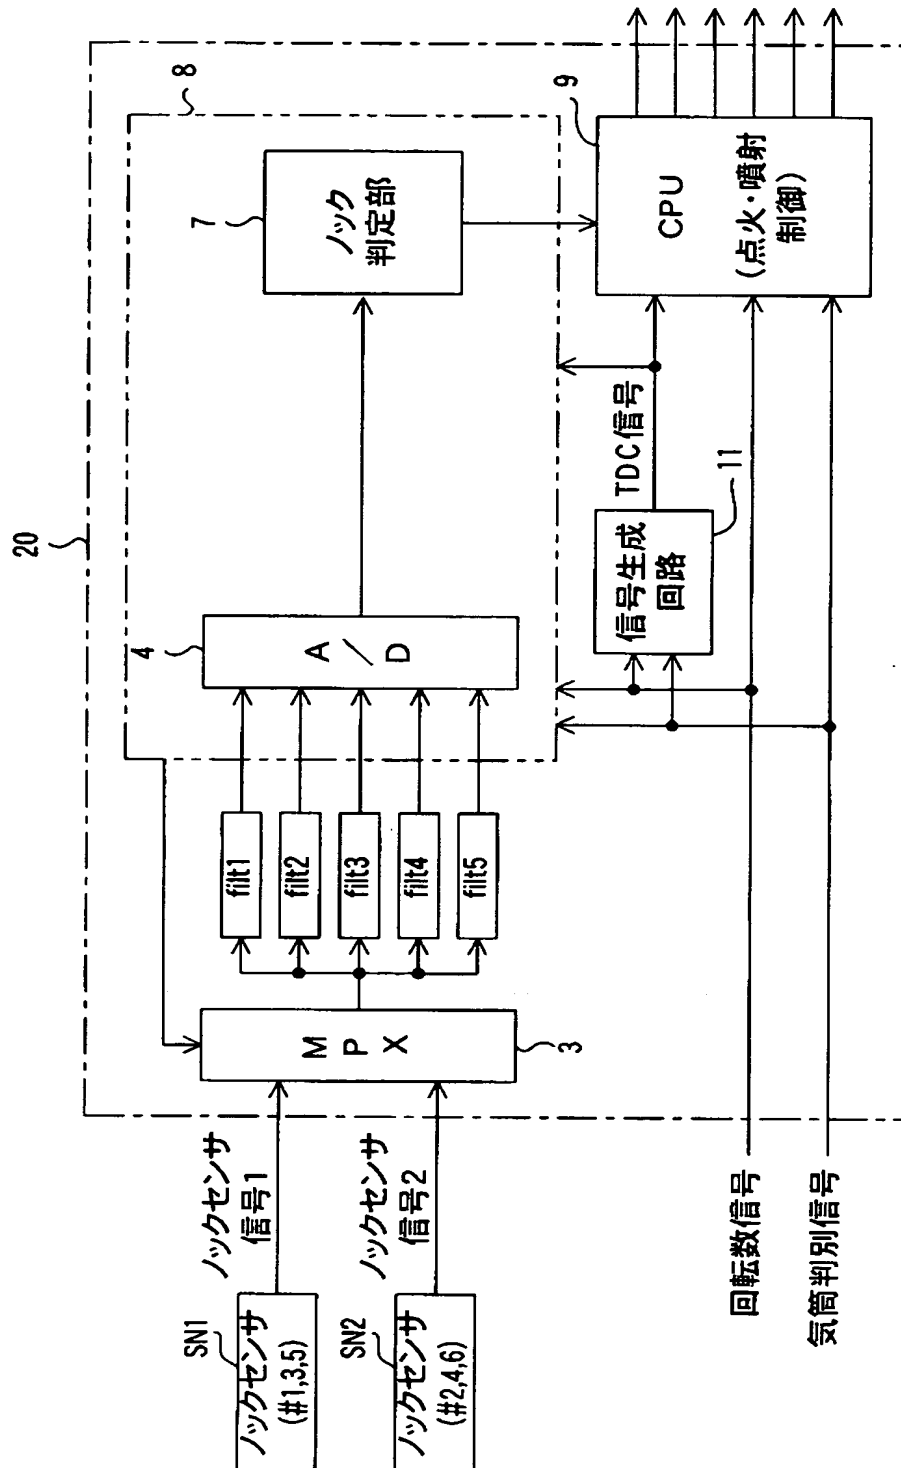 20
8
7
ノック
判定部
9
CPU
(点火・噴射
制御)
4
A/D
TDC信号
11
信号生成
回路
filt1
filt2
filt3
filt4
filt5
MPX
3
ノックセンサ
信号1
ノックセンサ
信号2
SN1
ノックセンサ
(#1,3,5)
SN2
ノックセンサ
(#2,4,6)
回転数信号
気筒判別信号